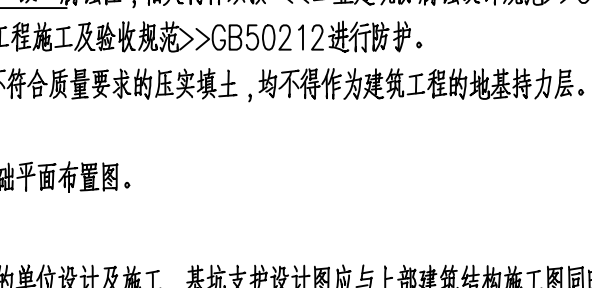 工程施工及验收规范>>GB50212进行防护。
不符合质量要求的压实填土，均不得作为建筑工程的地基持力层。
础平面布置图。
的单位设计及施工、基坑支护设计图应与上部建筑结构施工图同时